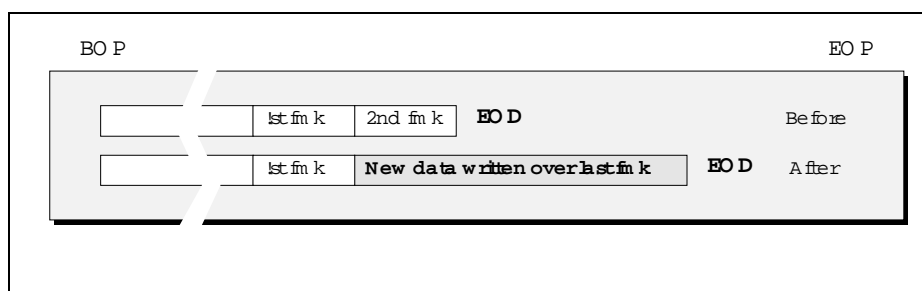 BOP EOP
1st fmk 2nd fmk EOD Before
1st fmk New data written over last fmk EOD After